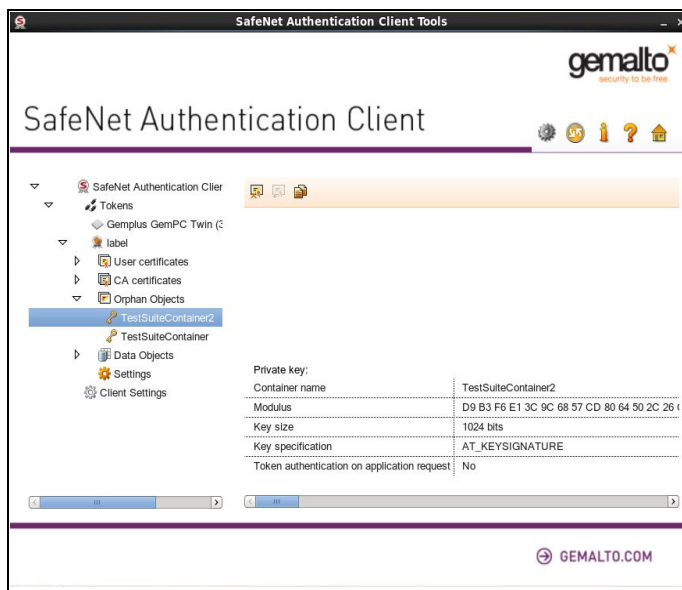 SafeNet Authentication Client Tools
gemalto
security to be free
SafeNet Authentication Client
SafeNet Authentication Clier
Tokens
Gemplus GemPC Twin (3
label
User certificates
CA certificates
Orphan Objects
TestSuiteContainer2
TestSuiteContainer
Data Objects
Settings
Client Settings
Private key:
Container name TestSuiteContainer2
Modulus D9 B3 F6 E1 3C 9C 68 57 CD 80 64 50 2C 26
Key size 1024 bits
Key specification AT_KEYSIGNATURE
Token authentication on application request No
GEMALTO.COM